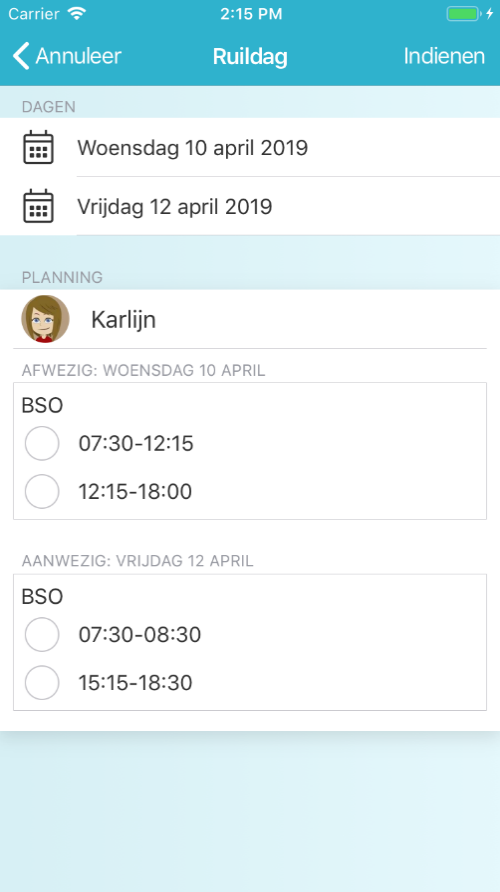 Carrier 2:15 PM
Annuleer Ruildag Indienen
DAGEN
Woensdag 10 april 2019
Vrijdag 12 april 2019
PLANNING
Karlijn
AFWEZIG: WOENSDAG 10 APRIL
BSO
07:30-12:15
12:15-18:00
AANWEZIG: VRIJDAG 12 APRIL
BSO
07:30-08:30
15:15-18:30